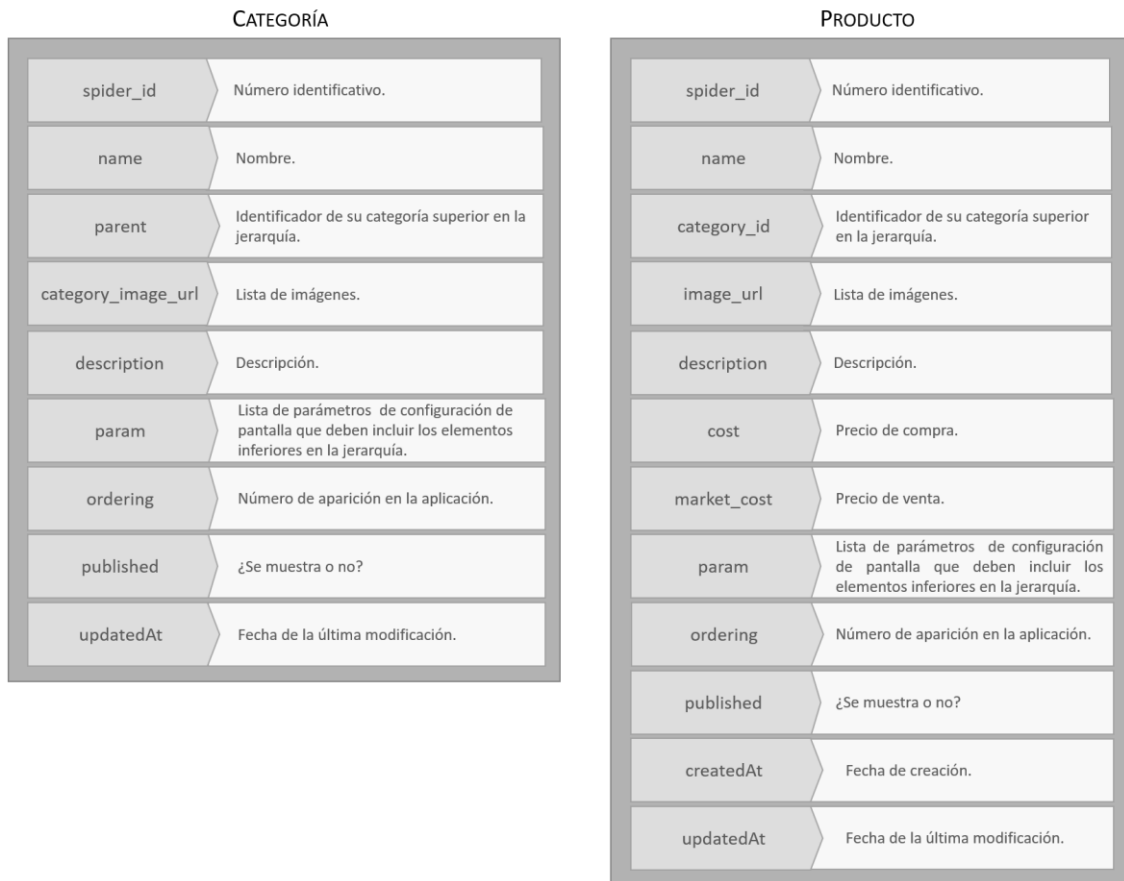 CATEGORÍA
spider_id
Número identificativo.
name
Nombre.
parent
Identificador de su categoría superior en la
jerarquía.
category_image_url
Lista de imágenes.
description
Descripción.
param
Lista de parámetros de configuración de
pantalla que deben incluir los elementos
inferiores en la jerarquía.
ordering
Número de aparición en la aplicación.
published
¿Se muestra o no?
updatedAt
Fecha de la última modificación.
PRODUCTO
spider_id
Número identificativo.
name
Nombre.
category_id
Identificador de su categoría superior
en la jerarquía.
image_url
Lista de imágenes.
description
Descripción.
cost
Precio de compra.
market_cost
Precio de venta.
param
Lista de parámetros de configuración
de pantalla que deben incluir los
elementos inferiores en la jerarquía.
ordering
Número de aparición en la aplicación.
published
¿Se muestra o no?
createdAt
Fecha de creación.
updatedAt
Fecha de la última modificación.